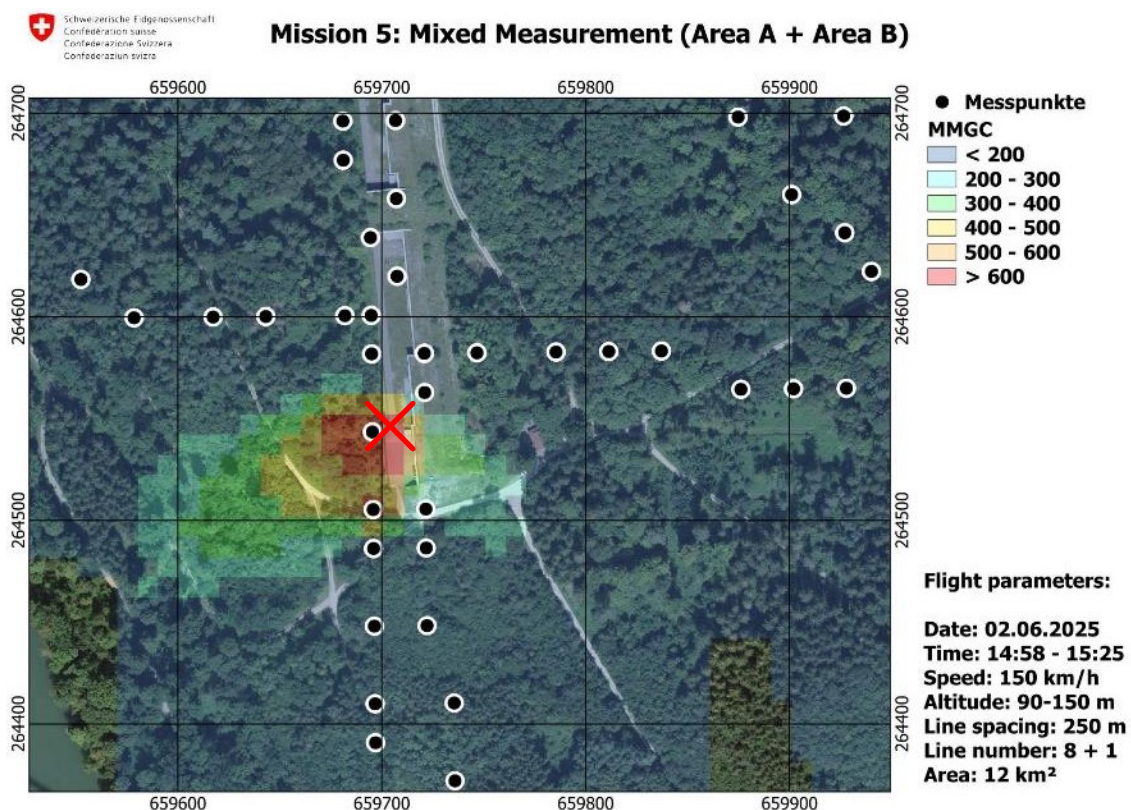 Schweizerische Eidgenossenschaft
Confédération suisse
Confederazione Svizzera
Confederaziun svizra
Mission 5: Mixed Measurement (Area A + Area B)
659600 659700 659800 659900
264700 264700
264600 264600
264500 264500
264400 264400
659600 659700 659800 659900
Messpunkte
MMGC
< 200
200 - 300
300 - 400
400 - 500
500 - 600
> 600
Flight parameters:
Date: 02.06.2025
Time: 14:58 - 15:25
Speed: 150 km/h
Altitude: 90-150 m
Line spacing: 250 m
Line number: 8 + 1
Area: 12 km²